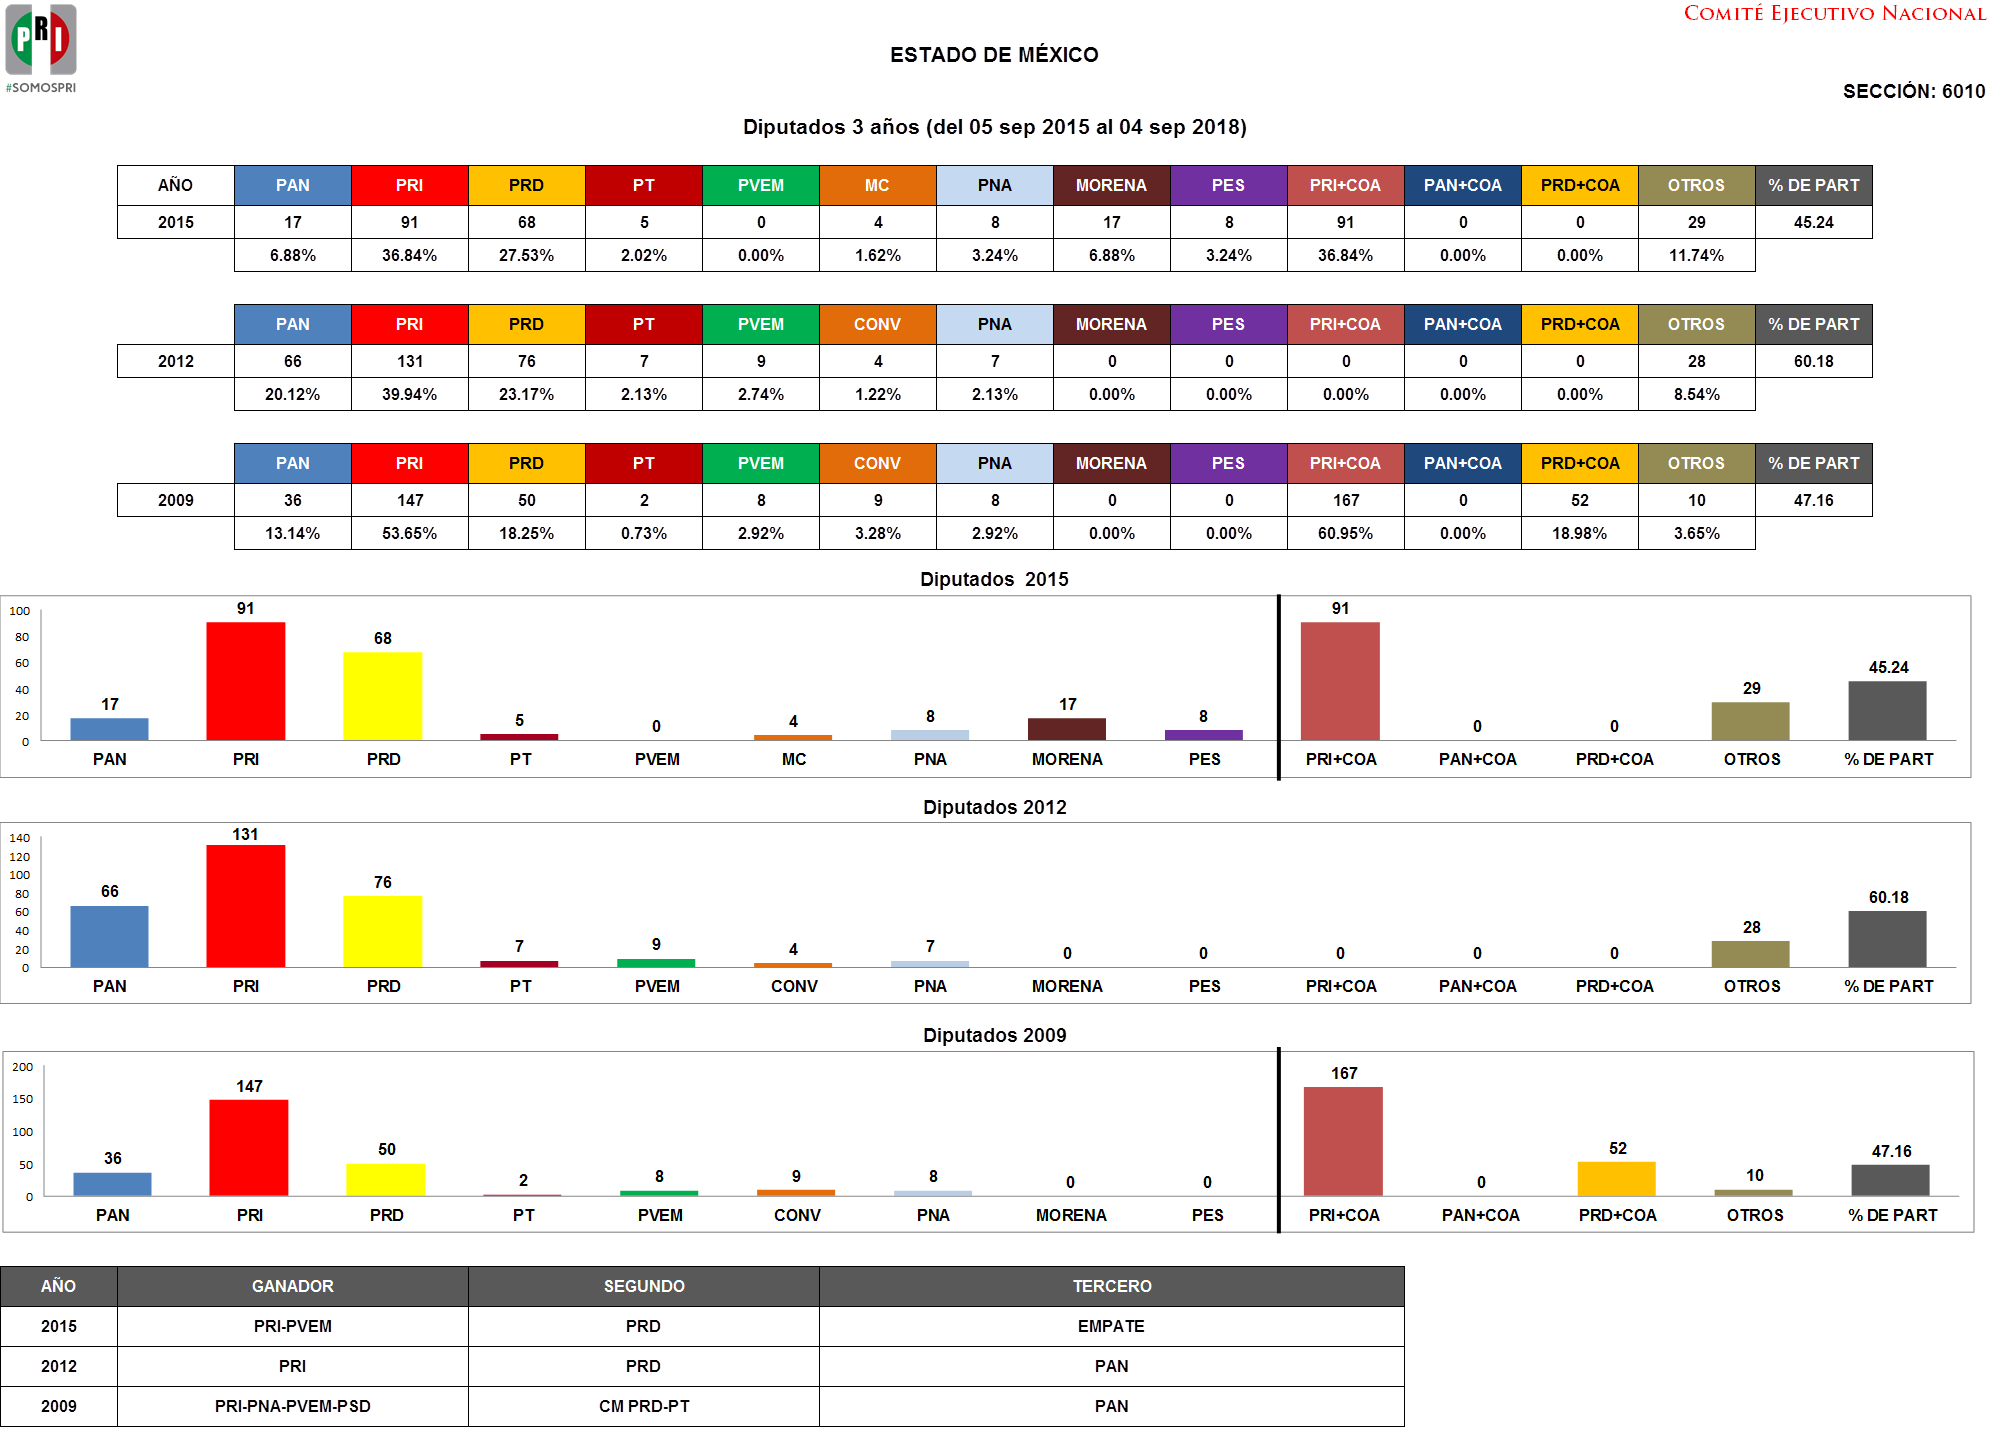 PRI
#SOMOSPRI
COMITÉ EJECUTIVO NACIONAL
ESTADO DE MÉXICO
SECCIÓN: 6010
Diputados 3 años (del 05 sep 2015 al 04 sep 2018)
AÑO PAN PRI PRD PT PVEM MC PNA MORENA PES PRI+COA PAN+COA PRD+COA OTROS % DE PART
2015 17 91 68 5 0 4 8 17 8 91 0 0 29 45.24
6.88% 36.84% 27.53% 2.02% 0.00% 1.62% 3.24% 6.88% 3.24% 36.84% 0.00% 0.00% 11.74%
PAN PRI PRD PT PVEM CONV PNA MORENA PES PRI+COA PAN+COA PRD+COA OTROS % DE PART
2012 66 131 76 7 9 4 7 0 0 0 0 0 28 60.18
20.12% 39.94% 23.17% 2.13% 2.74% 1.22% 2.13% 0.00% 0.00% 0.00% 0.00% 0.00% 8.54%
PAN PRI PRD PT PVEM CONV PNA MORENA PES PRI+COA PAN+COA PRD+COA OTROS % DE PART
2009 36 147 50 2 8 9 8 0 0 167 0 52 10 47.16
13.14% 53.65% 18.25% 0.73% 2.92% 3.28% 2.92% 0.00% 0.00% 60.95% 0.00% 18.98% 3.65%
Diputados 2015
100
80
60
40
20
0
17 91 68 5 0 4 8 17 8 91 0 0 29 45.24
PAN PRI PRD PT PVEM MC PNA MORENA PES PRI+COA PAN+COA PRD+COA OTROS % DE PART
Diputados 2012
140
120
100
80
60
40
20
0
66 131 76 7 9 4 7 0 0 0 0 0 28 60.18
PAN PRI PRD PT PVEM CONV PNA MORENA PES PRI+COA PAN+COA PRD+COA OTROS % DE PART
Diputados 2009
200
150
100
50
0
36 147 50 2 8 9 8 0 0 167 0 52 10 47.16
PAN PRI PRD PT PVEM CONV PNA MORENA PES PRI+COA PAN+COA PRD+COA OTROS % DE PART
AÑO GANADOR SEGUNDO TERCERO
2015 PRI-PVEM PRD EMPATE
2012 PRI PRD PAN
2009 PRI-PNA-PVEM-PSD CM PRD-PT PAN